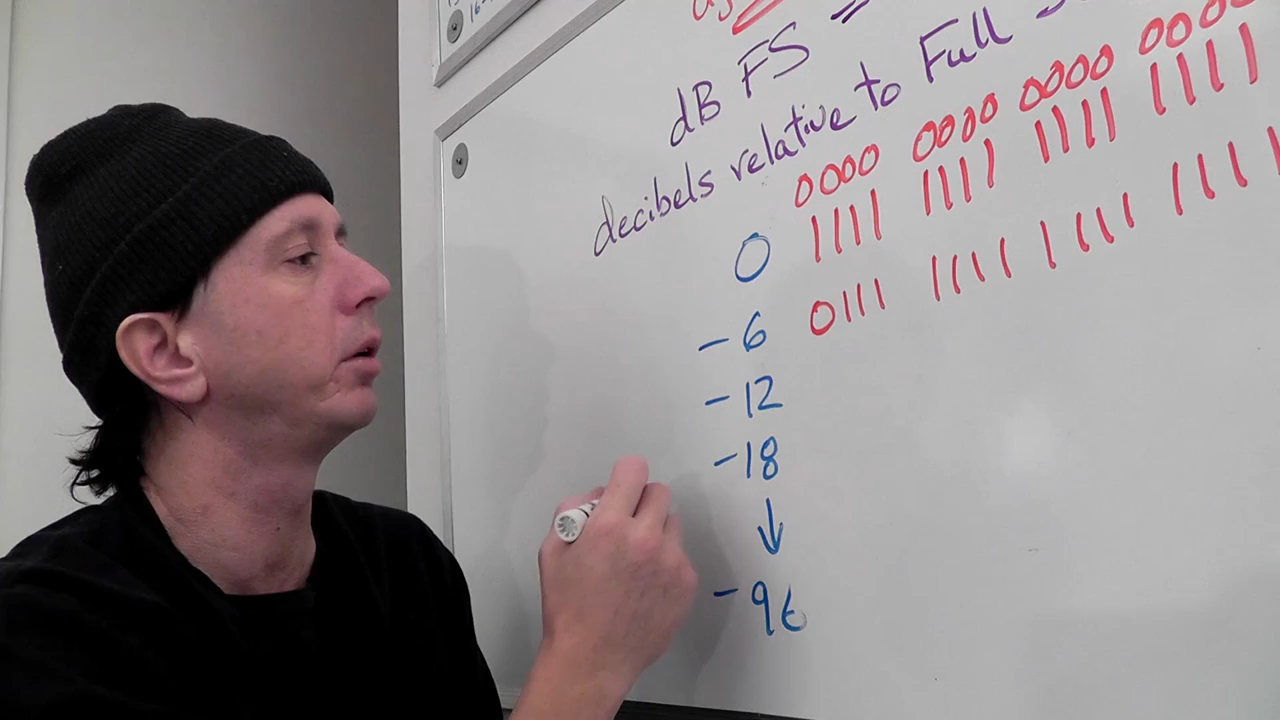 16-
dB FS =
decibels relative to Full
0000 0000 0000 0000
0 1111 1111 1111 1111
-6 0111 1111 1111 1111
-12
-18
↓
-96